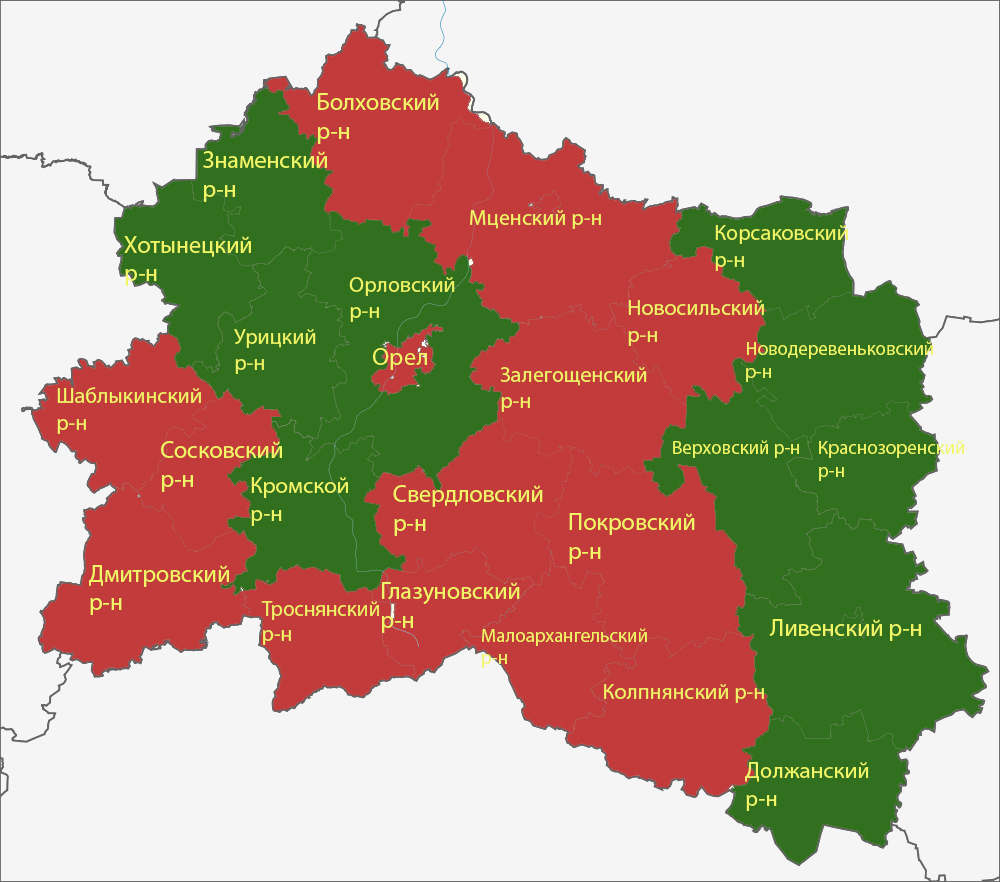 Болховский
р-н
Знаменский
р-н
Мценский р-н
Корсаковский
р-н
Хотынецкий
р-н
Орловский
р-н
Новосильский
р-н
Урицкий
р-н
Новодеревеньковский
р-н
Орел
Залегощенский
р-н
Шаблыкинский
р-н
Сосковский
р-н
Верховский р-н
Краснозоренский
р-н
Кромской
р-н
Свердловский
р-н
Покровский
р-н
Дмитровский
р-н
Глазуновский
р-н
Троснянский
р-н
Малоархангельский
р-н
Ливенский р-н
Колпнянский р-н
Должанский
р-н